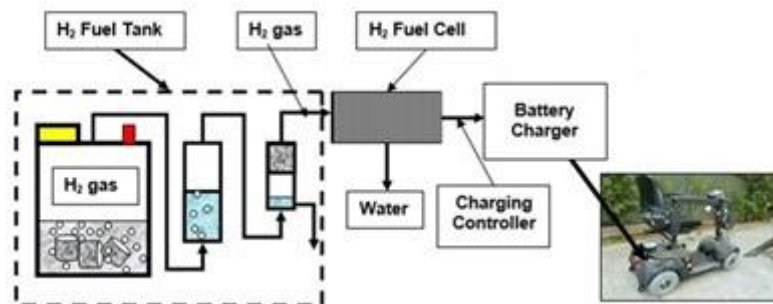 H₂ Fuel Tank
H₂ gas
H₂ Fuel Cell
Battery
Charger
H₂ gas
Water
Charging
Controller